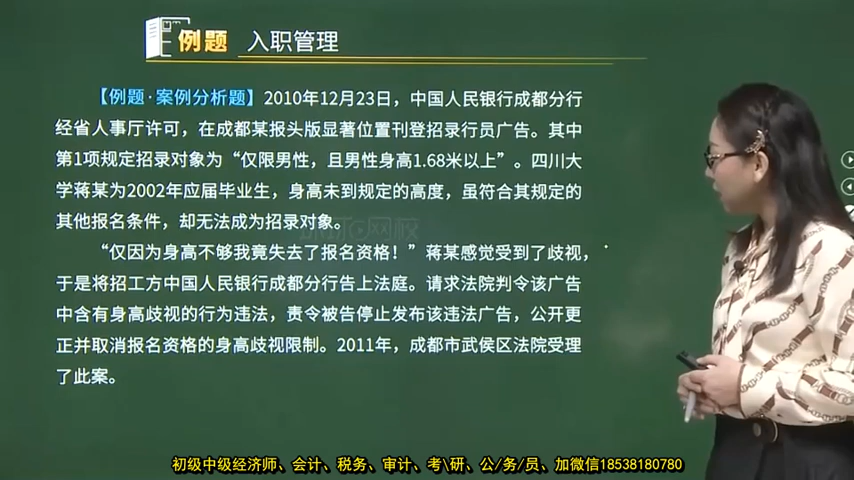 例题 入职管理
【例题·案例分析题】2010年12月23日，中国人民银行成都分行
经省人事厅许可，在成都某报头版显著位置刊登招录行员广告。其中
第1项规定招录对象为“仅限男性，且男性身高1.68米以上”。四川大
学蒋某为2002年应届毕业生，身高未到规定的高度，虽符合其规定的
其他报名条件，却无法成为招录对象。
环球网校
“仅因为身高不够我竟失去了报名资格！”蒋某感觉受到了歧视，
于是将招工方中国人民银行成都分行告上法庭。请求法院判令该广告
中含有身高歧视的行为违法，责令被告停止发布该违法广告，公开更
正并取消报名资格的身高歧视限制。2011年，成都市武侯区法院受理
了此案。
初级中级经济师、会计、税务、审计、考\研、公/务/员、加微信18538180780